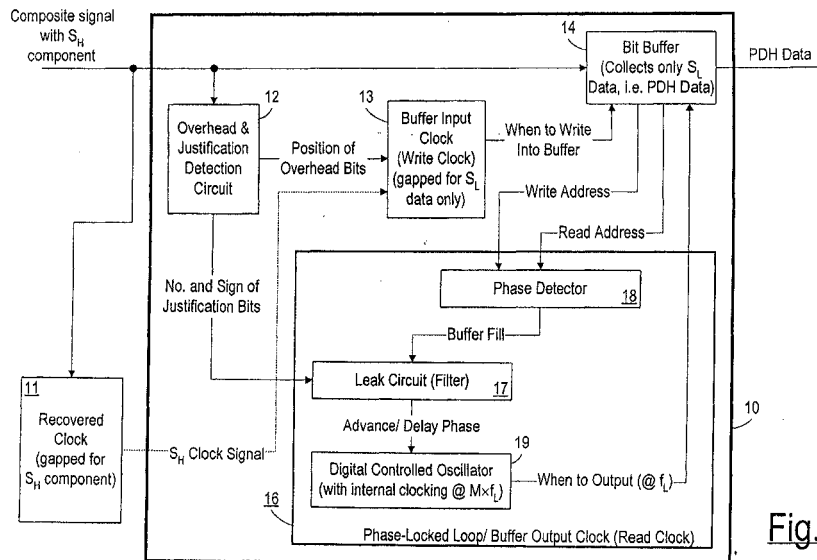 Composite signal
with S_H
component
14
Bit Buffer
(Collects only S_L
Data, i.e. PDH Data)
PDH Data
12
Overhead &
Justification
Detection
Circuit
Position of
Overhead Bits
13
Buffer Input
Clock
(Write Clock)
(gapped for S_L
data only)
When to Write
Into Buffer
Write Address
Read Address
No. and Sign of
Justification Bits
Phase Detector
18
Buffer Fill
Leak Circuit (Filter)
17
Advance/ Delay Phase
11
Recovered
Clock
(gapped for
S_H component)
S_H Clock Signal
19
Digital Controlled Oscillator
(with internal clocking @ M×f_L)
When to Output (@ f_L)
10
16
Phase-Locked Loop/ Buffer Output Clock (Read Clock)
Fig.